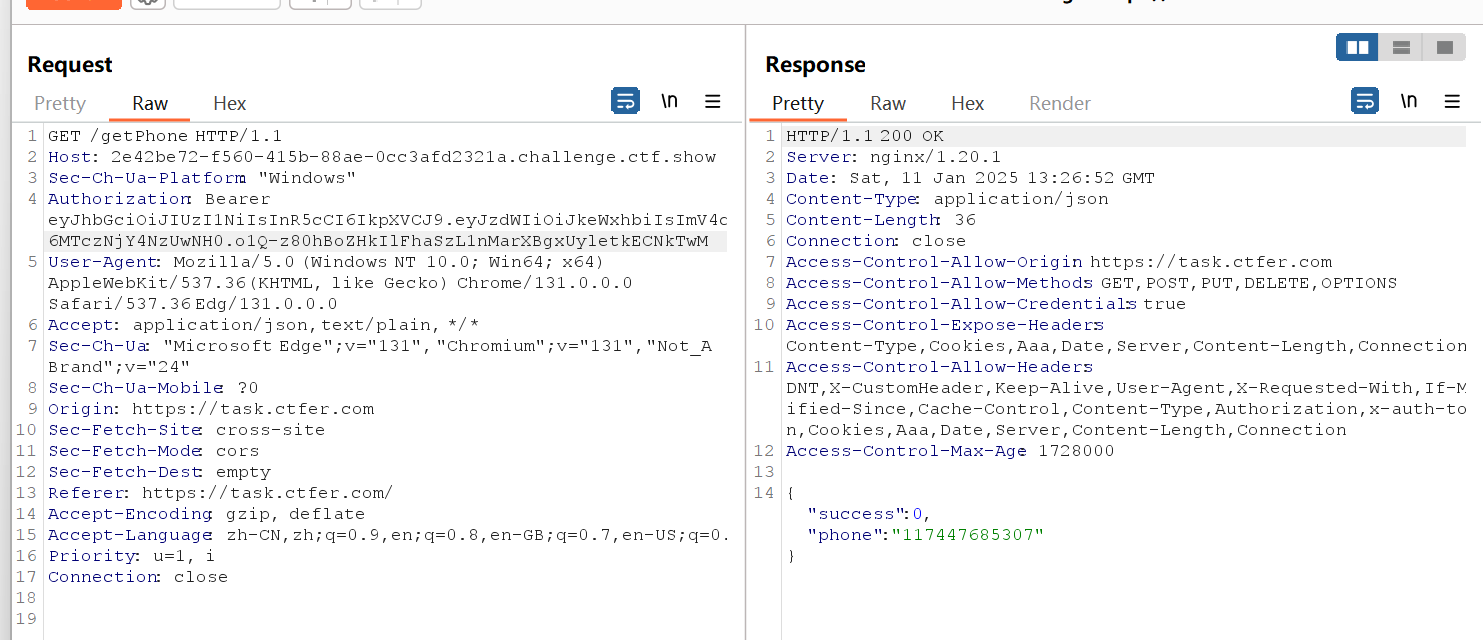 Request
Pretty Raw Hex
\n
1 GET /getPhone HTTP/1.1
2 Host: 2e42be72-f560-415b-88ae-0cc3afd2321a.challenge.ctf.show
3 Sec-Ch-Ua-Platform: "Windows"
4 Authorization: Bearer
eyJhbGciOiJIUzI1NiIsInR5cCI6IkpXVCJ9.eyJzdWIiOiJkeWxhbiIsImV4c
6MTczNjY4NzUwNH0.o1Q-z80hBoZHkIlFhaSzL1nMarXBgxUyletkECNkTwM
5 User-Agent: Mozilla/5.0 (Windows NT 10.0; Win64; x64)
AppleWebKit/537.36 (KHTML, like Gecko) Chrome/131.0.0.0
Safari/537.36 Edg/131.0.0.0
6 Accept: application/json, text/plain, */*
7 Sec-Ch-Ua: "Microsoft Edge";v="131", "Chromium";v="131", "Not_A
Brand";v="24"
8 Sec-Ch-Ua-Mobile: ?0
9 Origin: https://task.ctfer.com
10 Sec-Fetch-Site: cross-site
11 Sec-Fetch-Mode: cors
12 Sec-Fetch-Dest: empty
13 Referer: https://task.ctfer.com/
14 Accept-Encoding: gzip, deflate
15 Accept-Language: zh-CN,zh;q=0.9,en;q=0.8,en-GB;q=0.7,en-US;q=0.
16 Priority: u=1, i
17 Connection: close
18
19
Response
Pretty Raw Hex Render
\n
1 HTTP/1.1 200 OK
2 Server: nginx/1.20.1
3 Date: Sat, 11 Jan 2025 13:26:52 GMT
4 Content-Type: application/json
5 Content-Length: 36
6 Connection: close
7 Access-Control-Allow-Origin: https://task.ctfer.com
8 Access-Control-Allow-Methods: GET,POST,PUT,DELETE,OPTIONS
9 Access-Control-Allow-Credentials: true
10 Access-Control-Expose-Headers:
Content-Type,Cookies,Aaa,Date,Server,Content-Length,Connection
11 Access-Control-Allow-Headers:
DNT,X-CustomHeader,Keep-Alive,User-Agent,X-Requested-With,If-M
ified-Since,Cache-Control,Content-Type,Authorization,x-auth-to
n,Cookies,Aaa,Date,Server,Content-Length,Connection
12 Access-Control-Max-Age: 1728000
13
14 {
"success":0,
"phone":"117447685307"
}